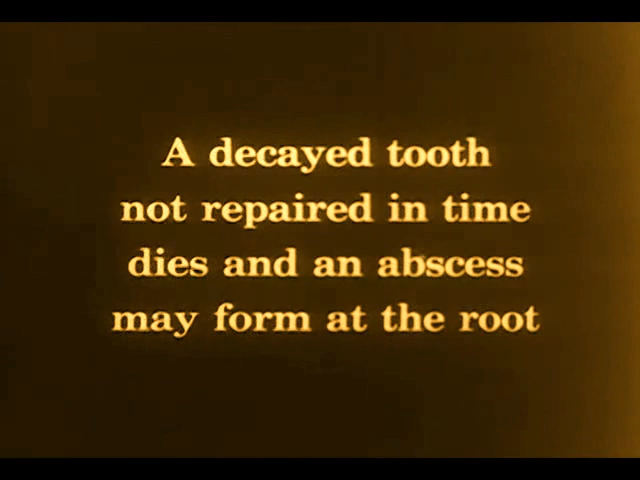 A decayed tooth
not repaired in time
dies and an abscess
may form at the root